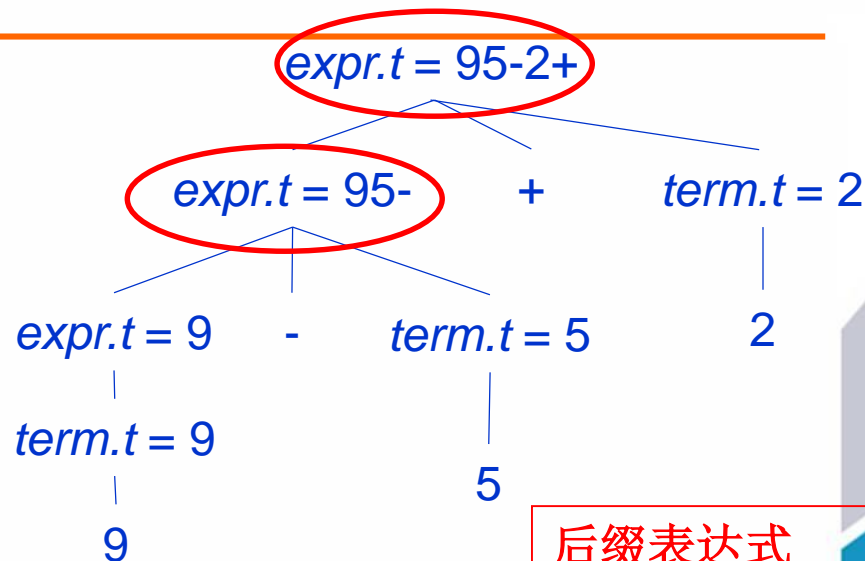 expr.t = 95-2+
expr.t = 95- + term.t = 2
expr.t = 9 - term.t = 5 2
term.t = 9
5
9
后缀表达式